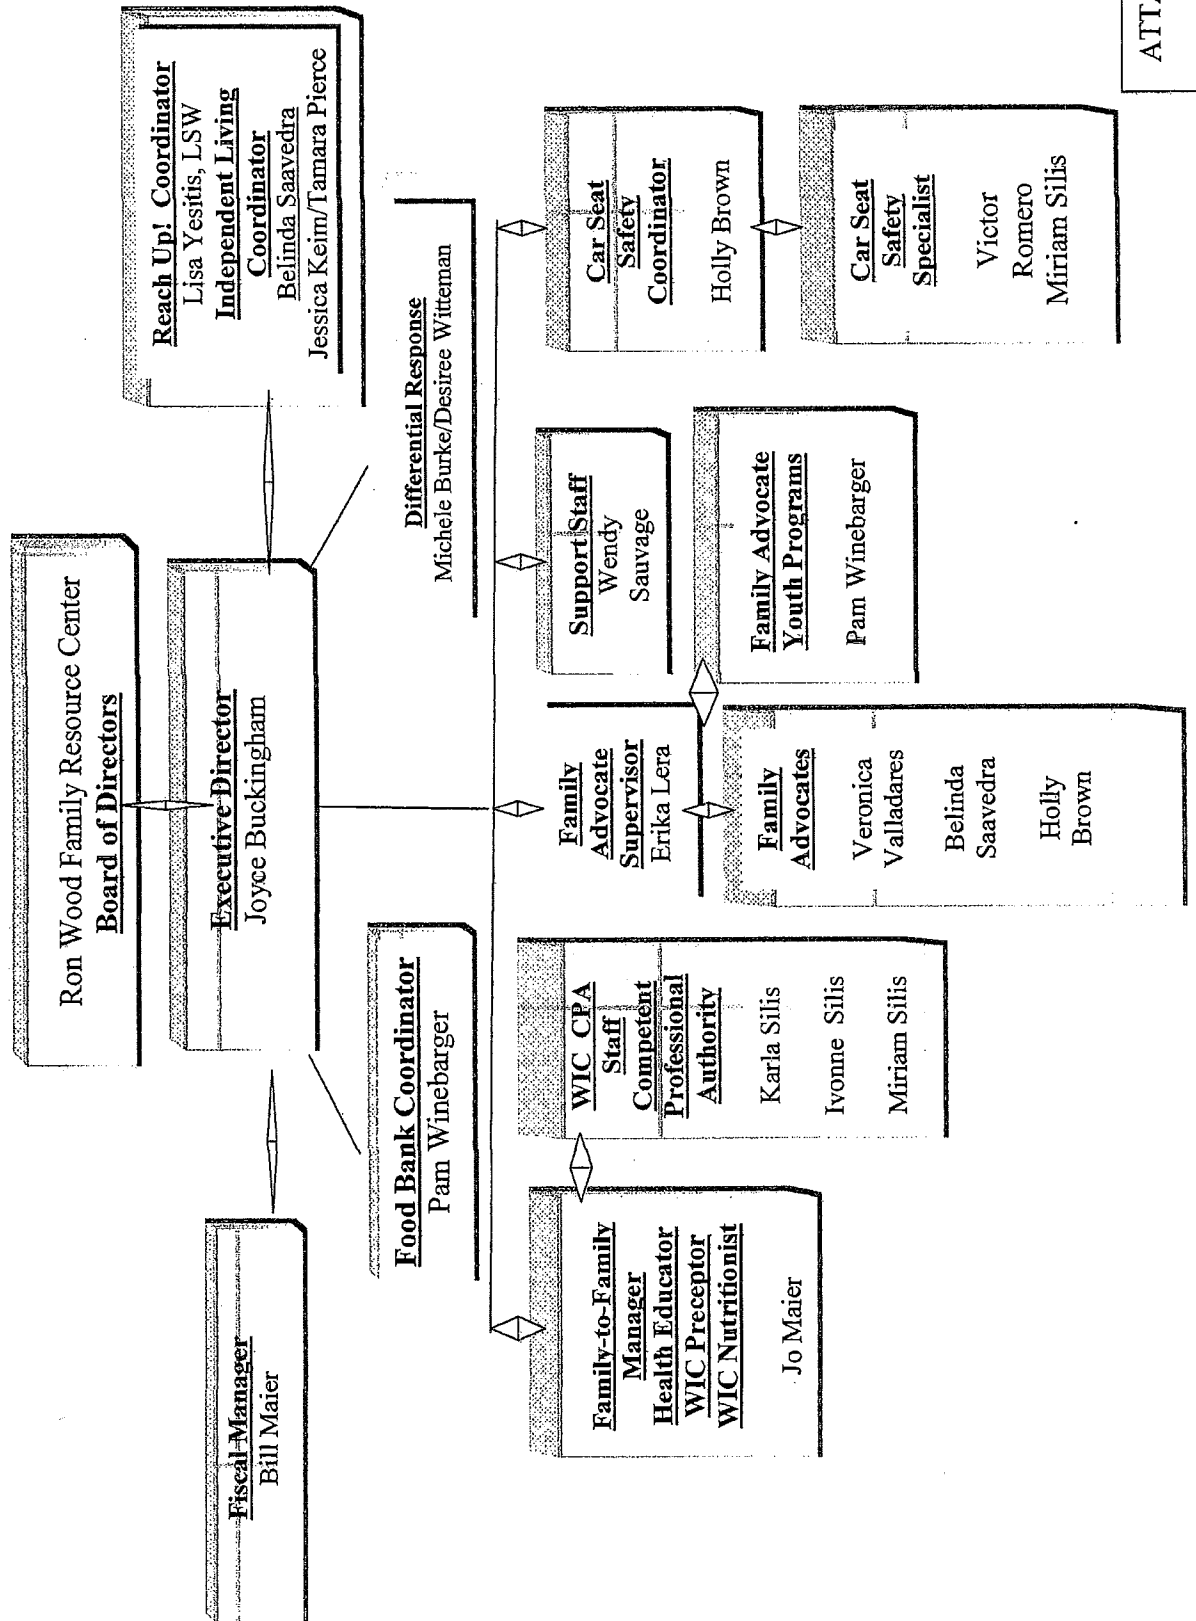 Ron Wood Family Resource Center
Board of Directors
Executive Director
Joyce Buckingham
Fiscal Manager
Bill Maier
Reach Up! Coordinator
Lisa Yesitis, LSW
Independent Living
Coordinator
Belinda Saavedra
Jessica Keim/Tamara Pierce
Food Bank Coordinator
Pam Winebarger
Differential Response
Michele Burke/Desiree Witteman
Family-to-Family
Manager
Health Educator
WIC Preceptor
WIC Nutritionist
Jo Maier
WIC CPA
Staff
Competent
Professional
Authority
Karla Silis
Ivonne Silis
Miriam Silis
Family
Advocate
Supervisor
Erika Lera
Family
Advocates
Veronica
Valladares
Belinda
Saavedra
Holly
Brown
Support Staff
Wendy
Sauvage
Family Advocate
Youth Programs
Pam Winebarger
Car Seat
Safety
Coordinator
Holly Brown
Car Seat
Safety
Specialist
Victor
Romero
Miriam Silis